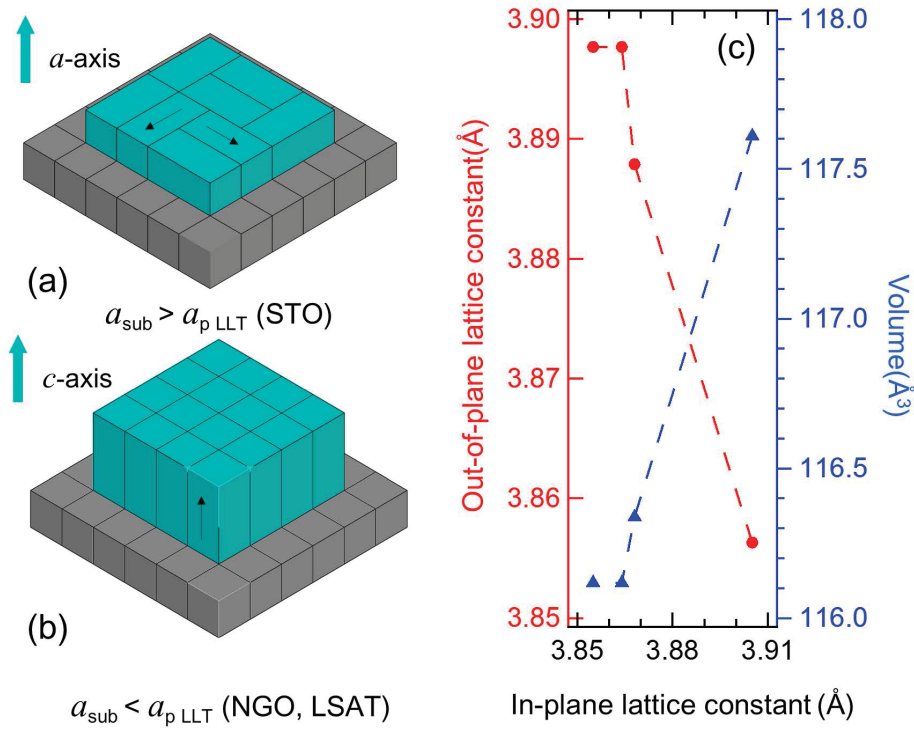 (a)
a-axis
a_sub > a_p LLT (STO)
c-axis
(b)
a_sub < a_p LLT (NGO, LSAT)
(c)
Out-of-plane lattice constant(Å)
3.90
3.89
3.88
3.87
3.86
3.85
118.0
117.5
117.0
116.5
116.0
Volume(Å³)
3.85 3.88 3.91
In-plane lattice constant (Å)